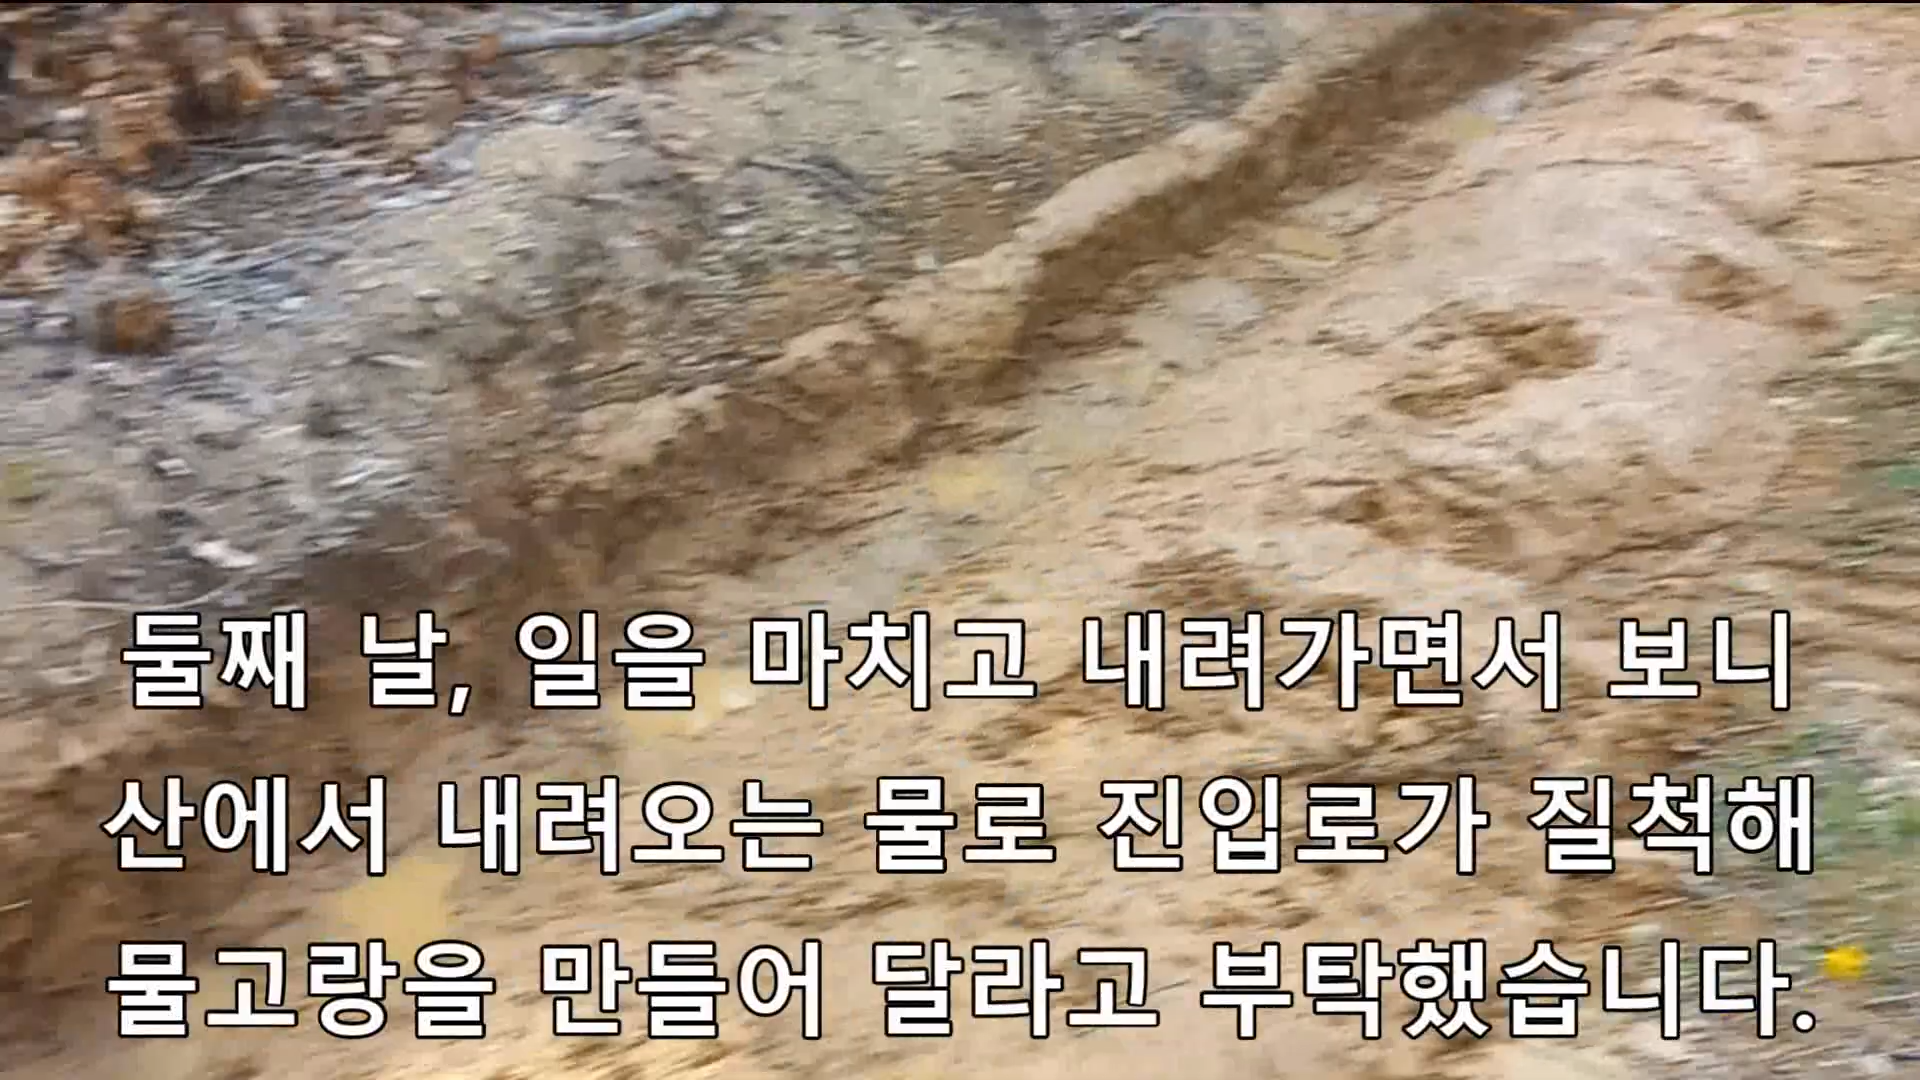 둘째 날, 일을 마치고 내려가면서 보니
산에서 내려오는 물로 진입로가 질척해
물고랑을 만들어 달라고 부탁했습니다.